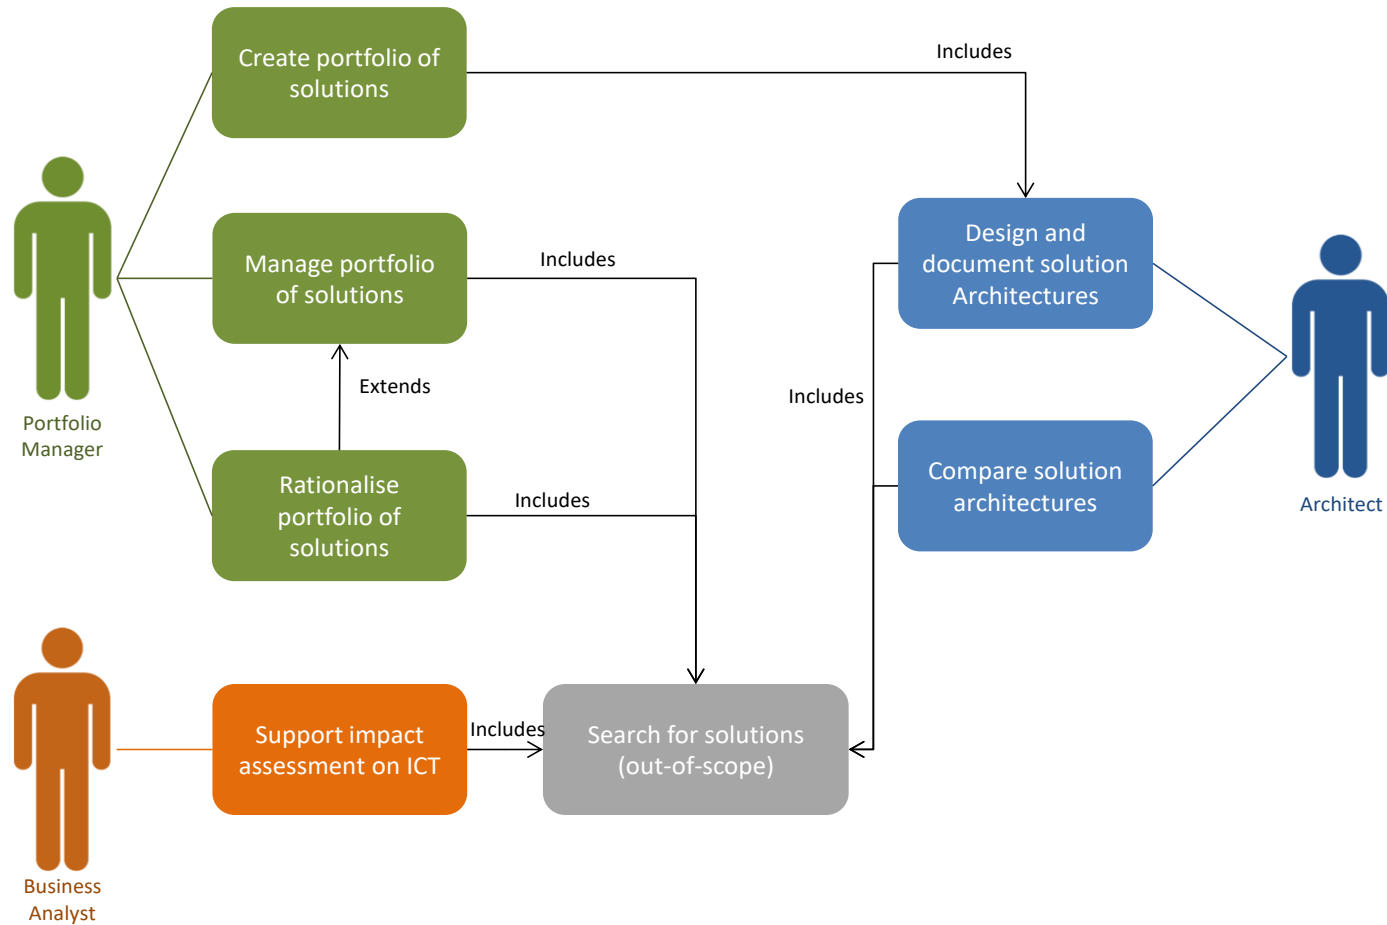 Create portfolio of
solutions
Includes
Manage portfolio
of solutions
Includes
Design and
document solution
Architectures
Extends
Includes
Portfolio
Manager
Rationalise
portfolio of
solutions
Includes
Compare solution
architectures
Architect
Support impact
assessment on ICT
Includes
Search for solutions
(out-of-scope)
Business
Analyst